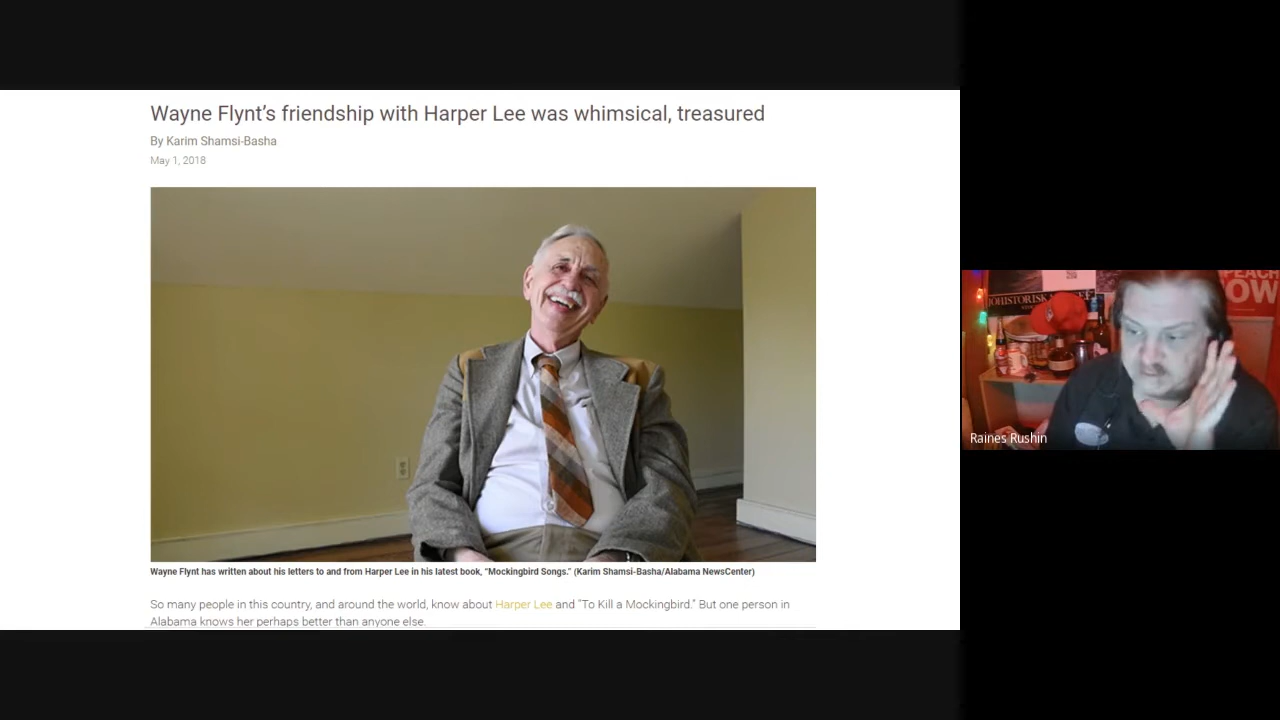 Wayne Flynt’s friendship with Harper Lee was whimsical, treasured
By Karim Shamsi-Basha
May 1, 2018
Wayne Flynt has written about his letters to and from Harper Lee in his latest book, “Mockingbird Songs.” (Karim Shamsi-Basha/Alabama NewsCenter)
So many people in this country, and around the world, know about Harper Lee and “To Kill a Mockingbird.” But one person in
Alabama knows her perhaps better than anyone else.
Raines Rushin